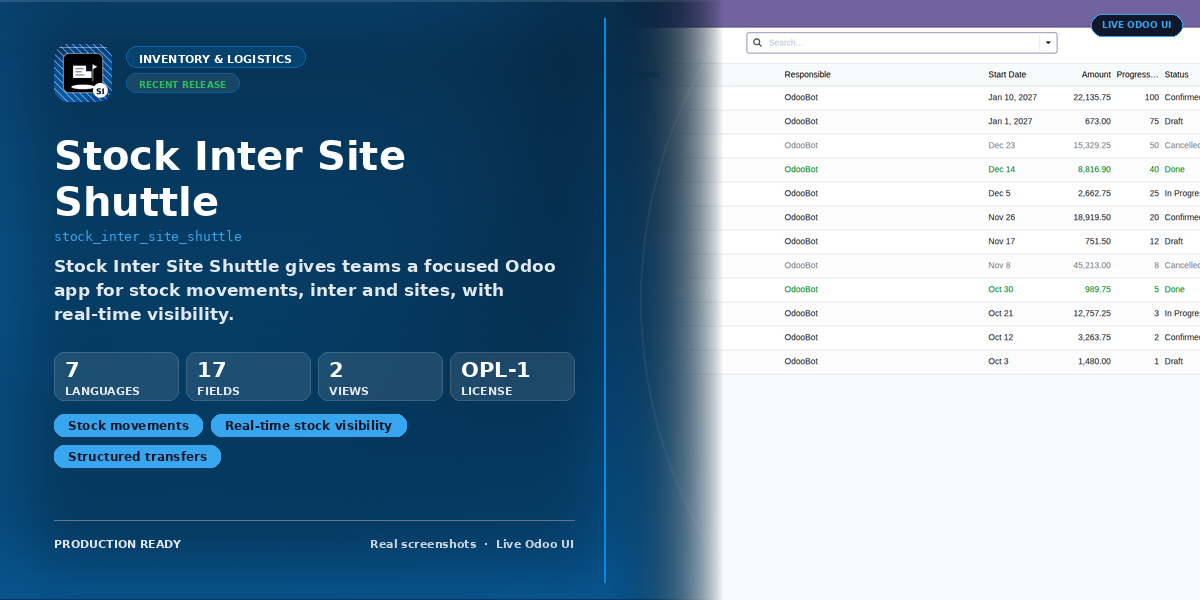 INVENTORY & LOGISTICS
RECENT RELEASE
SI
Stock Inter Site
Shuttle
stock_inter_site_shuttle
Stock Inter Site Shuttle gives teams a focused Odoo
app for stock movements, inter and sites, with
real-time visibility.
7
LANGUAGES
17
FIELDS
2
VIEWS
OPL-1
LICENSE
Stock movements
Real-time stock visibility
Structured transfers
PRODUCTION READY
Real screenshots · Live Odoo UI
LIVE ODOO UI
Search...
Responsible Start Date Amount Progress... Status
OdooBot Jan 10, 2027 22,135.75 100 Confirme
OdooBot Jan 1, 2027 673.00 75 Draft
OdooBot Dec 23 15,329.25 50 Cancelled
OdooBot Dec 14 8,816.90 40 Done
OdooBot Dec 5 2,662.75 25 In Progre
OdooBot Nov 26 18,919.50 20 Confirme
OdooBot Nov 17 751.50 12 Draft
OdooBot Nov 8 45,213.00 8 Cancelled
OdooBot Oct 30 989.75 5 Done
OdooBot Oct 21 12,757.25 3 In Progre
OdooBot Oct 12 3,263.75 2 Confirme
OdooBot Oct 3 1,480.00 1 Draft